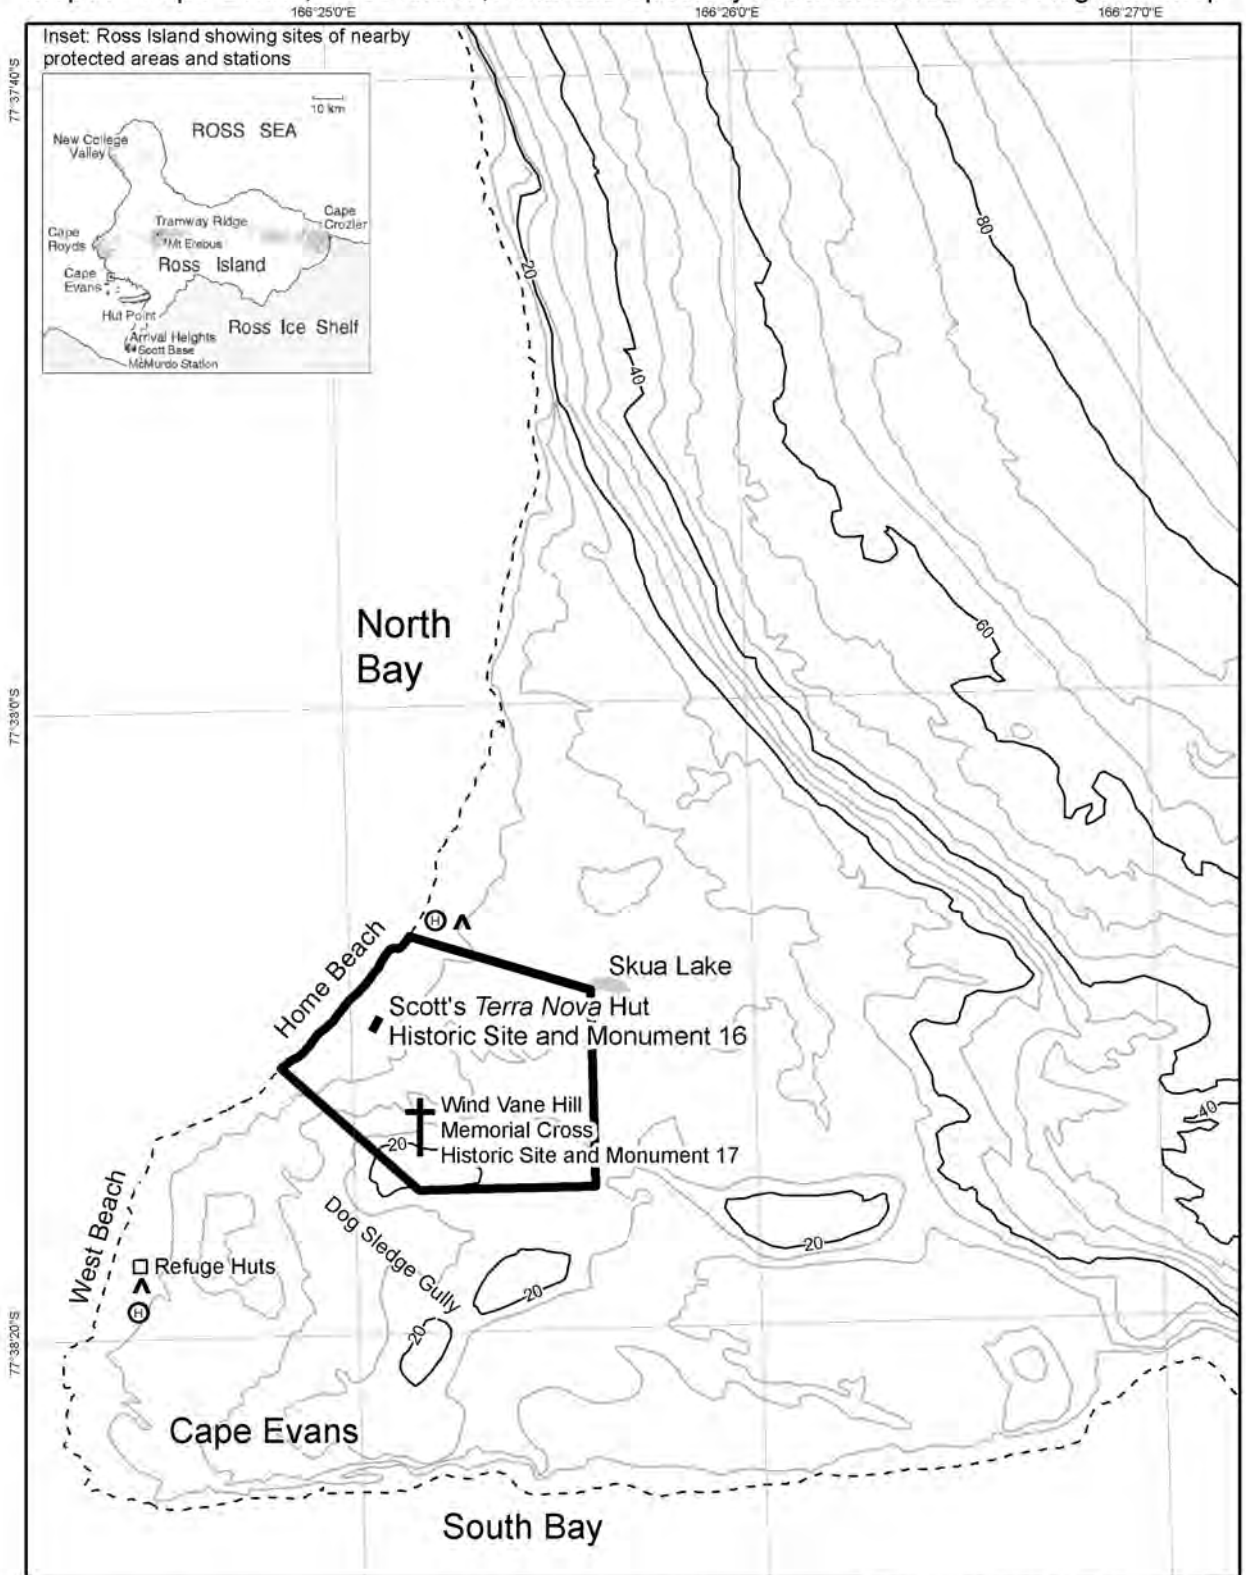 166°25'0"E
166°26'0"E
166°27'0"E
77°37'40"S
77°38'0"S
77°38'20"S
Inset: Ross Island showing sites of nearby
protected areas and stations
10 km
ROSS SEA
New College
Valley
Tramway Ridge
Cape
Crozier
Cape
Royds
Mt Erebus
Ross Island
Cape
Evans
Hut Point
Ross Ice Shelf
Arrival Heights
Scott Base
McMurdo Station
20
40
80
60
North
Bay
H
Home Beach
Skua Lake
Scott's Terra Nova Hut
Historic Site and Monument 16
Wind Vane Hill
Memorial Cross
Historic Site and Monument 17
20
40
West Beach
Dog Sledge Gully
Refuge Huts
H
20
20
20
Cape Evans
South Bay